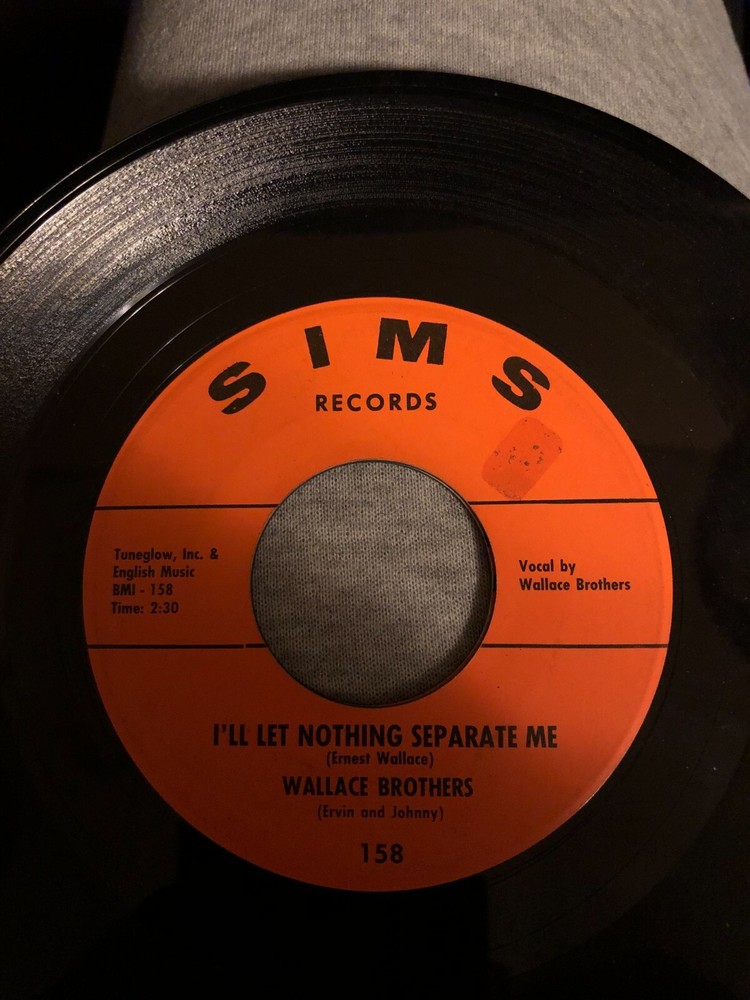 SIMS
RECORDS
Tuneglow, Inc. &
English Music
BMI - 158
Time: 2:30
Vocal by
Wallace Brothers
I'LL LET NOTHING SEPARATE ME
(Ernest Wallace)
WALLACE BROTHERS
(Ervin and Johnny)
158